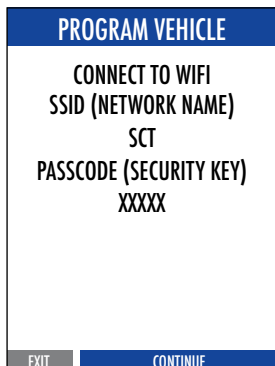 PROGRAM VEHICLE
CONNECT TO WIFI
SSID (NETWORK NAME)
SCT
PASSCODE (SECURITY KEY)
XXXXX
EXIT CONTINUE